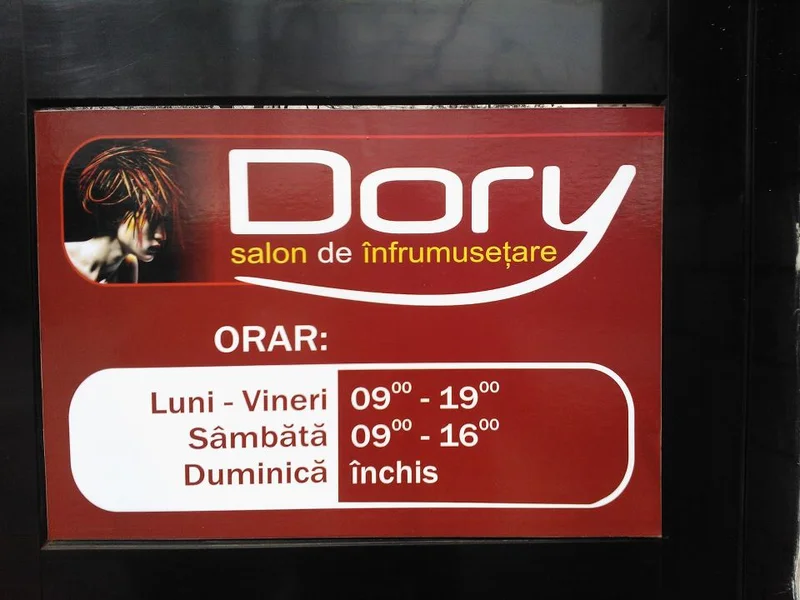 Dory
salon de înfrumusețare
ORAR:
Luni - Vineri 09⁰⁰ - 19⁰⁰
Sâmbătă 09⁰⁰ - 16⁰⁰
Duminică închis